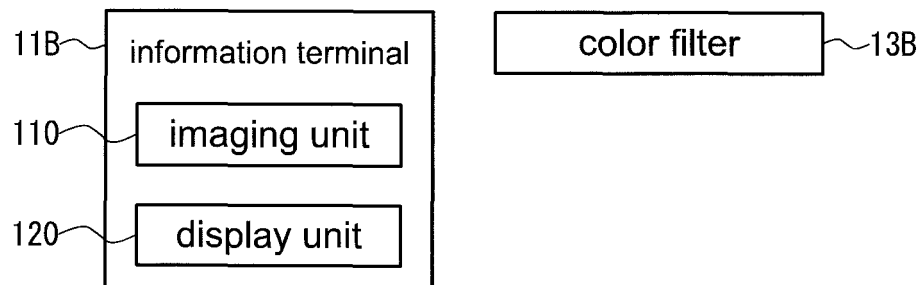 11B
information terminal
color filter
13B
110
imaging unit
120
display unit